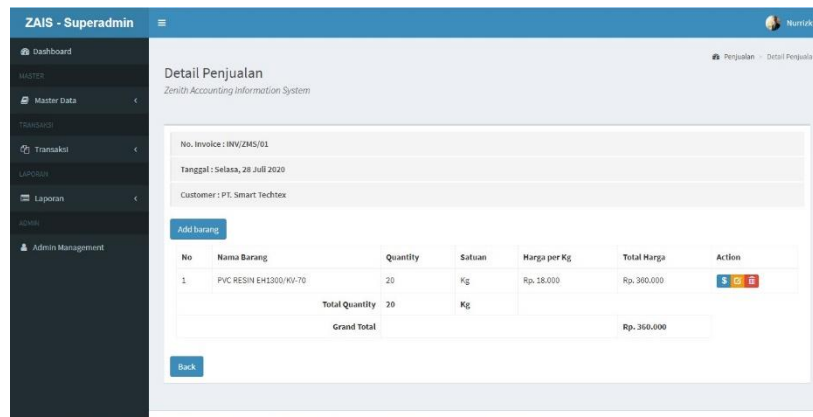 ZAIS - Superadmin
Dashboard
Penjualan
MASTER
Detail Penjualan
Zenith Accounting Information System
Master Data
TRANSAKSI
No. Invoice : INV/ZMS/01
Transaksi
Tanggal : Selasa, 28 Juli 2020
LAPORAN
Customer : PT. Smart Techtex
Laporan
ADMIN
Add barang
Admin Management
No Nama Barang Quantity Satuan Harga per Kg Total Harga Action
1 PVC RESIN EH1300/KV-70 20 Kg Rp. 18.000 Rp. 360.000
Total Quantity 20 Kg
Grand Total Rp. 360.000
Back